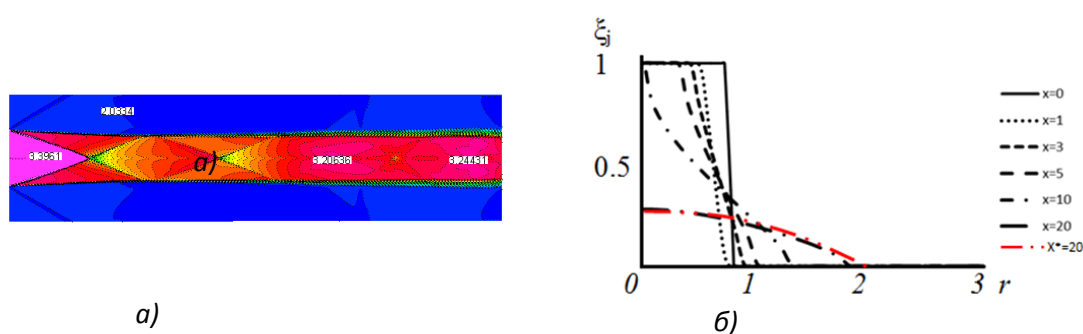 2.0334
3.3961
а)
3.20636
3.24431
а)
ξj
1
0.5
0
1
2
3
r
x=0
x=1
x=3
x=5
x=10
x=20
X*=20
б)